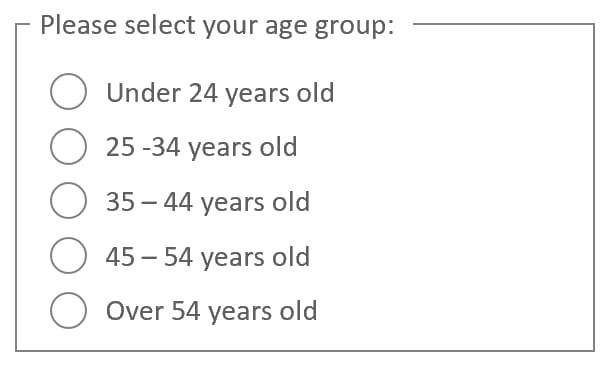 Please select your age group:
Under 24 years old
25 -34 years old
35 – 44 years old
45 – 54 years old
Over 54 years old